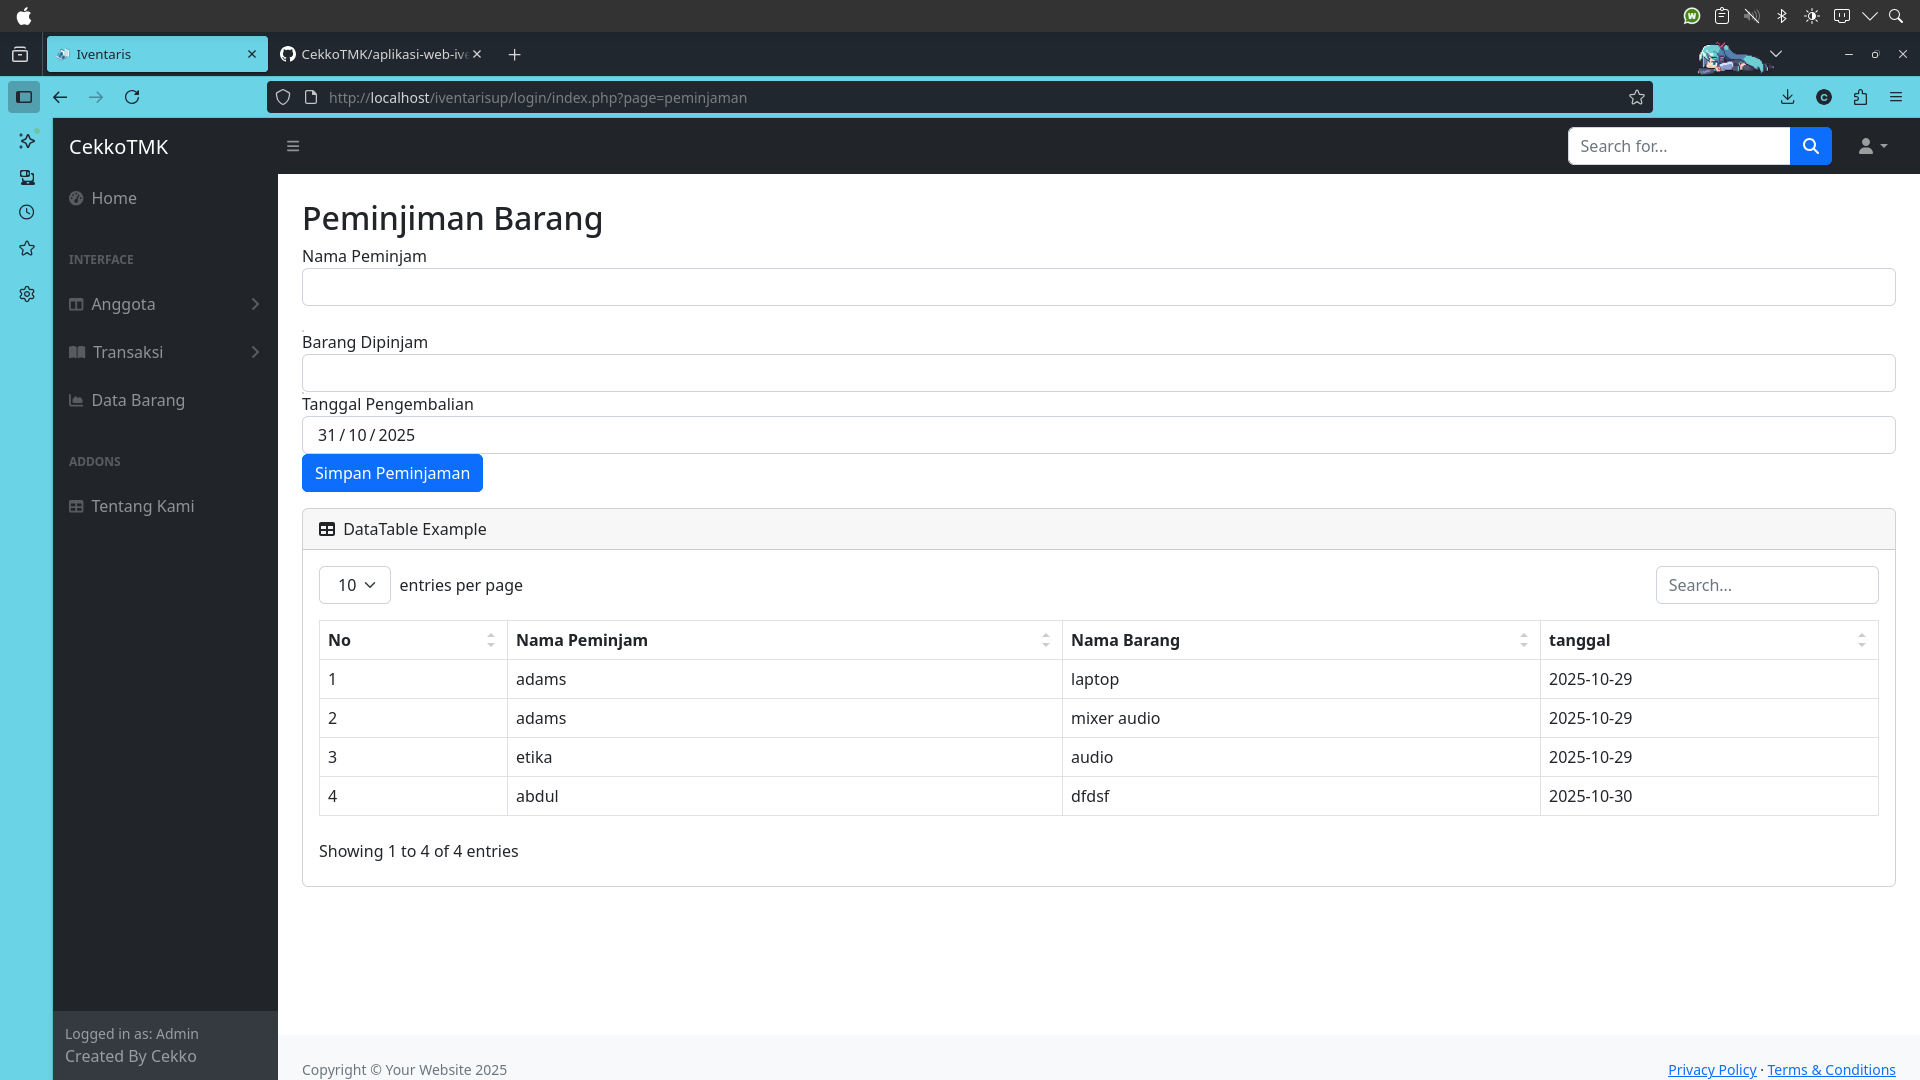 Iventaris
CekkoTMK/aplikasi-web-ive
http://localhost/iventarisup/login/index.php?page=peminjaman
CekkoTMK
Search for...
Home
INTERFACE
Anggota
Transaksi
Data Barang
ADDONS
Tentang Kami
Logged in as: Admin
Created By Cekko
Peminjiman Barang
Nama Peminjam
Barang Dipinjam
Tanggal Pengembalian
31/10/2025
Simpan Peminjaman
DataTable Example
10 entries per page
Search...
No Nama Peminjam Nama Barang tanggal
1 adams laptop 2025-10-29
2 adams mixer audio 2025-10-29
3 etika audio 2025-10-29
4 abdul dfdsf 2025-10-30
Showing 1 to 4 of 4 entries
Copyright © Your Website 2025
Privacy Policy · Terms & Conditions